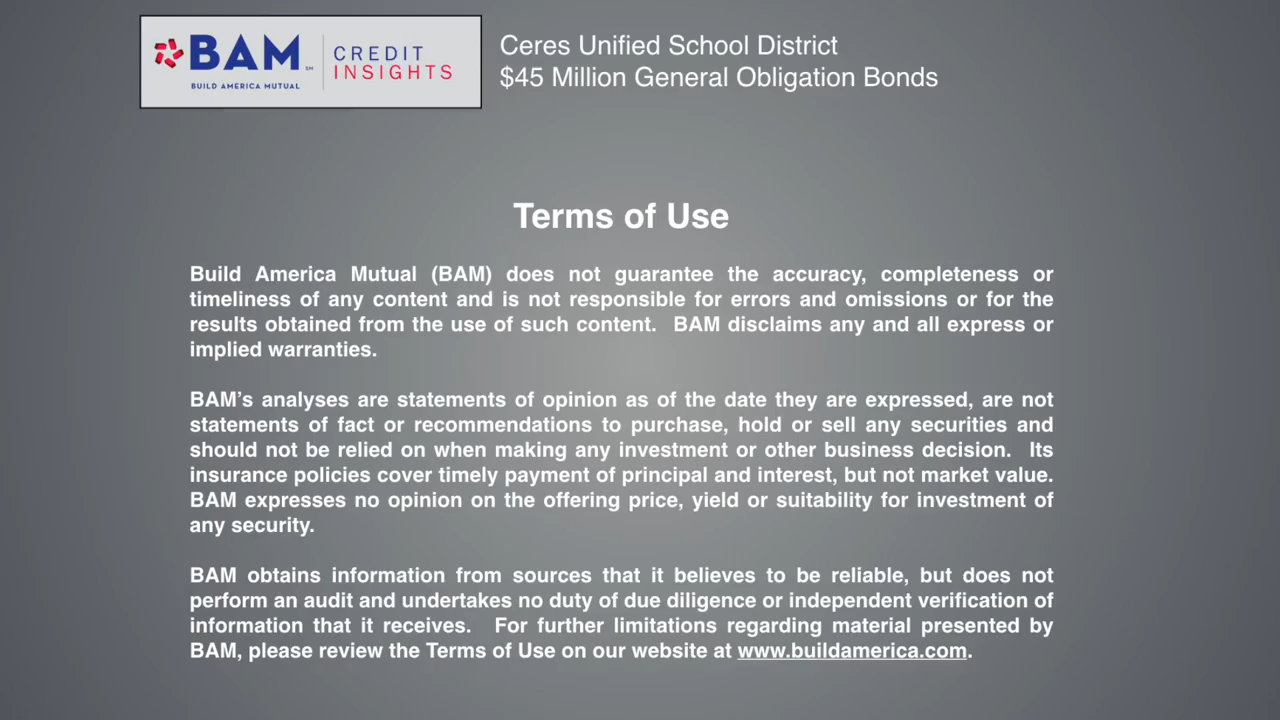 BAM SM
BUILD AMERICA MUTUAL
CREDIT
INSIGHTS
Ceres Unified School District
$45 Million General Obligation Bonds
Terms of Use
Build America Mutual (BAM) does not guarantee the accuracy, completeness or
timeliness of any content and is not responsible for errors and omissions or for the
results obtained from the use of such content.  BAM disclaims any and all express or
implied warranties.
BAM’s analyses are statements of opinion as of the date they are expressed, are not
statements of fact or recommendations to purchase, hold or sell any securities and
should not be relied on when making any investment or other business decision.  Its
insurance policies cover timely payment of principal and interest, but not market value.
BAM expresses no opinion on the offering price, yield or suitability for investment of
any security.
BAM obtains information from sources that it believes to be reliable, but does not
perform an audit and undertakes no duty of due diligence or independent verification of
information that it receives.  For further limitations regarding material presented by
BAM, please review the Terms of Use on our website at www.buildamerica.com.